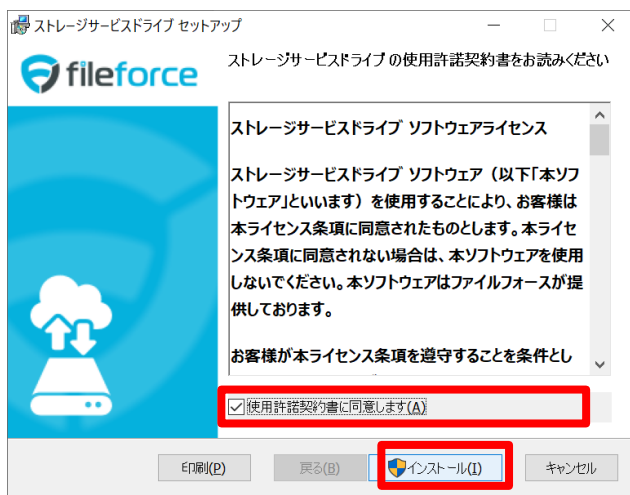 ストレージサービスドライブ セットアップ
fileforce
ストレージサービスドライブ の使用許諾契約書をお読みください
ストレージサービスドライブ ソフトウェアライセンス
ストレージサービスドライブ ソフトウェア（以下「本ソフ
トウェア」といいます）を使用することにより、お客様は
本ライセンス条項に同意されたものとします。本ライセ
ンス条項に同意されない場合は、本ソフトウェアを使用
しないでください。本ソフトウェアはファイルフォースが提
供しております。
お客様が本ライセンス条項を遵守することを条件とし
使用許諾契約書に同意します(A)
印刷(P)
戻る(B)
インストール(I)
キャンセル